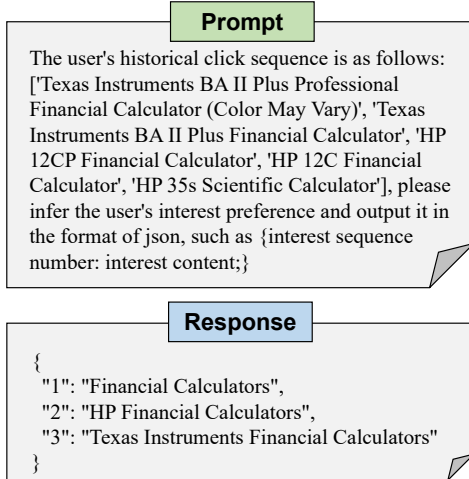 Prompt
The user's historical click sequence is as follows:
['Texas Instruments BA II Plus Professional
Financial Calculator (Color May Vary)', 'Texas
Instruments BA II Plus Financial Calculator', 'HP
12CP Financial Calculator', 'HP 12C Financial
Calculator', 'HP 35s Scientific Calculator'], please
infer the user's interest preference and output it in
the format of json, such as {interest sequence
number: interest content;}
Response
{
"1": "Financial Calculators",
"2": "HP Financial Calculators",
"3": "Texas Instruments Financial Calculators"
}